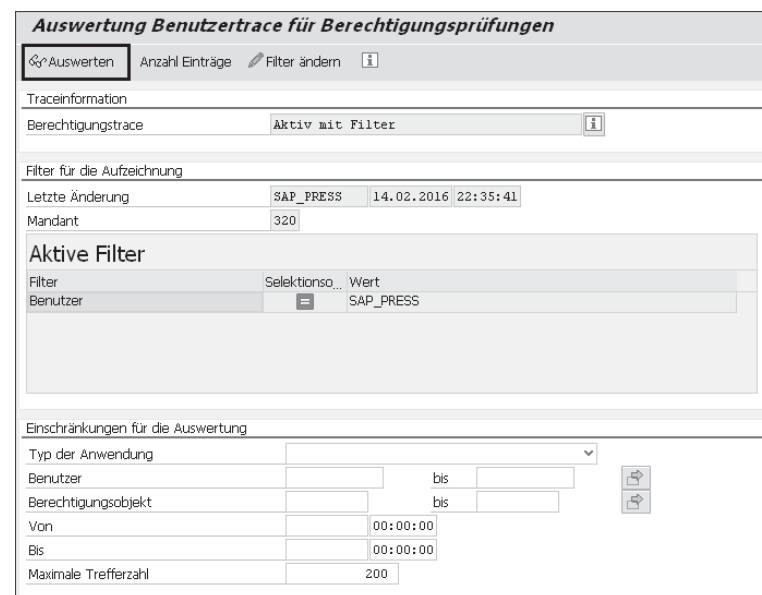 Auswertung Benutzertrace für Berechtigungsprüfungen
Auswerten Anzahl Einträge Filter ändern
Traceinformation
Berechtigungstrace Aktiv mit Filter
Filter für die Aufzeichnung
Letzte Änderung SAP_PRESS 14.02.2016 22:35:41
Mandant 320
Aktive Filter
Filter Selektionso... Wert
Benutzer = SAP_PRESS
Einschränkungen für die Auswertung
Typ der Anwendung
Benutzer bis
Berechtigungsobjekt bis
Von 00:00:00
Bis 00:00:00
Maximale Trefferzahl 200